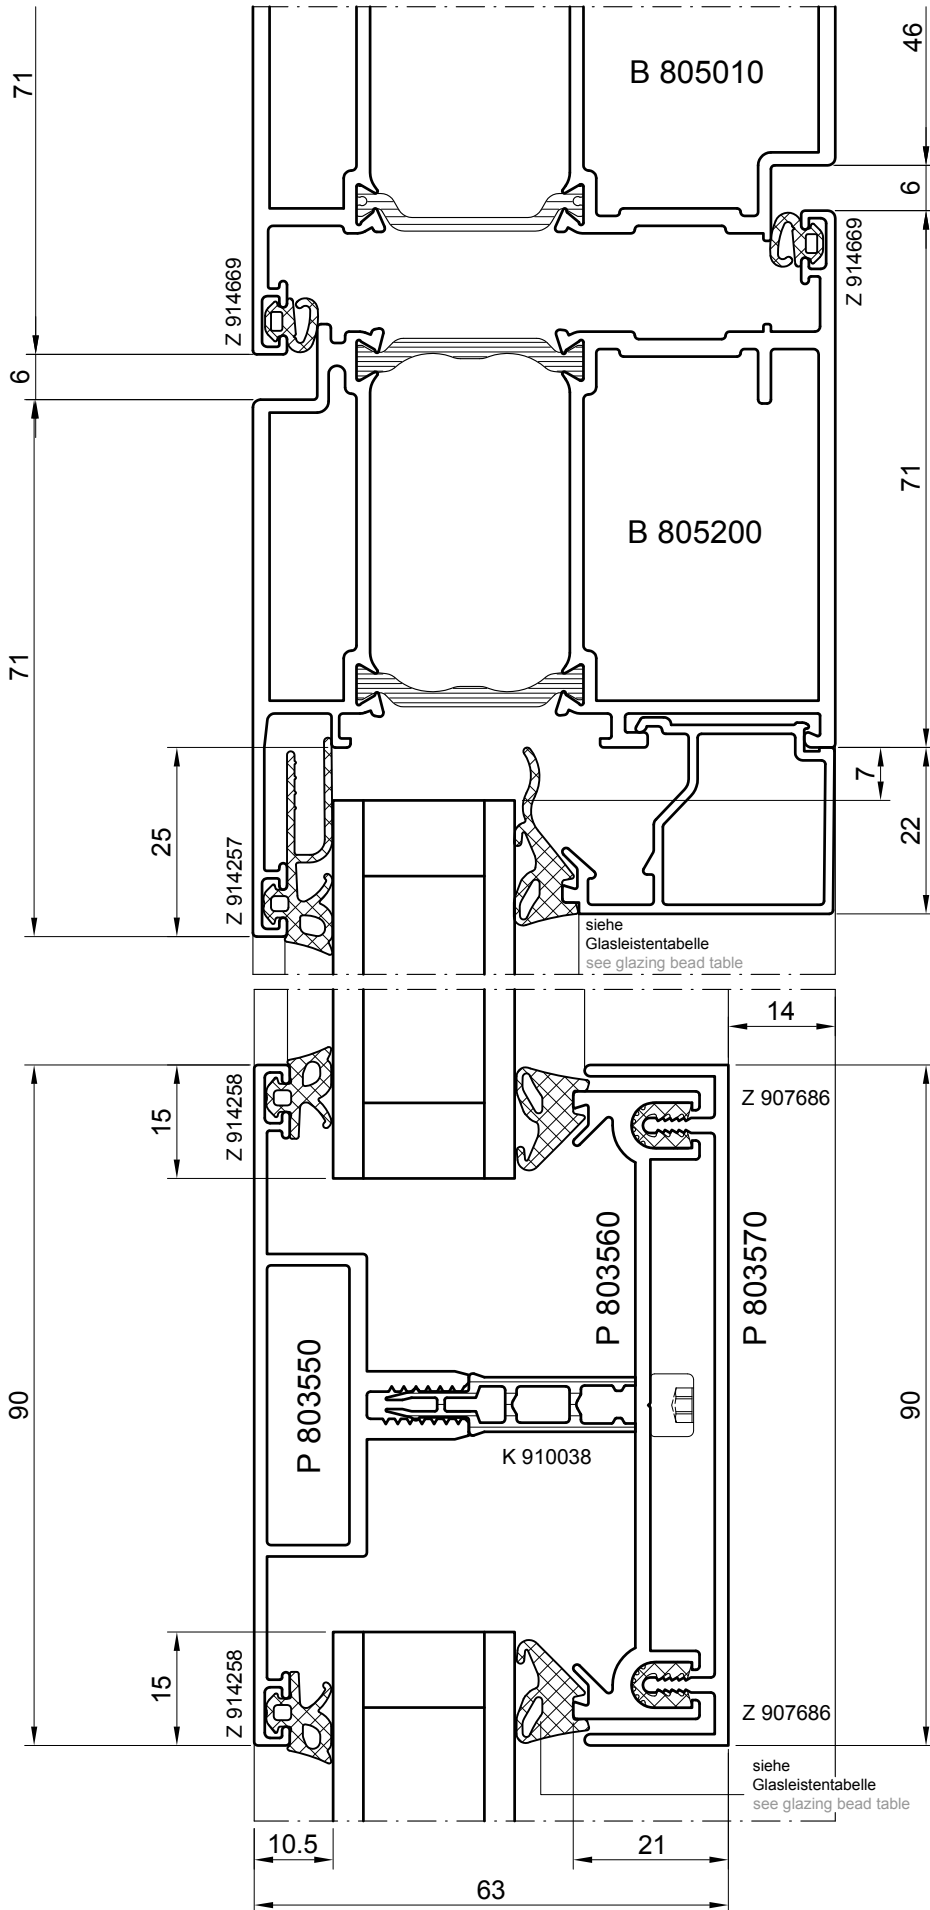 71
46
B 805010
6
Z 914669
Z 914669
6
71
71
B 805200
25
Z 914257
7
22
siehe
Glasleistentabelle
see glazing bead table
14
15
Z 914258
Z 907686
P 803560
P 803570
90
P 803550
90
K 910038
15
Z 914258
Z 907686
siehe
Glasleistentabelle
see glazing bead table
10.5
21
63